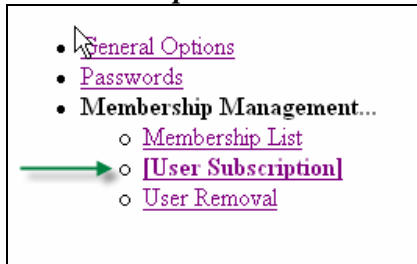 General Options
Passwords
Membership Management...
Membership List
[User Subscription]
User Removal